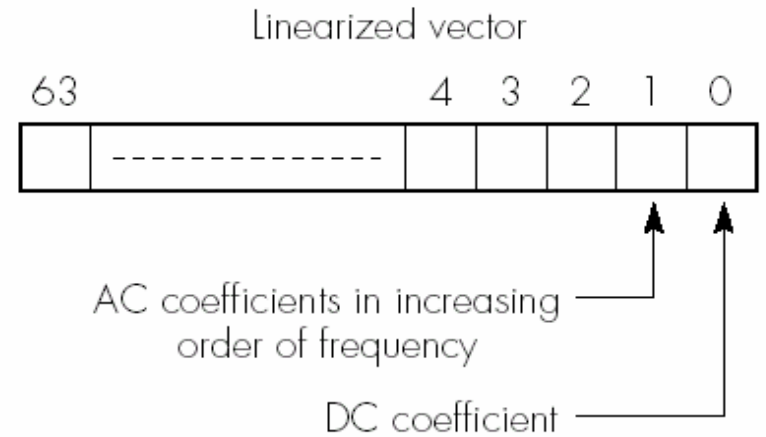 Linearized vector
63 4 3 2 1 0
AC coefficients in increasing
order of frequency
DC coefficient